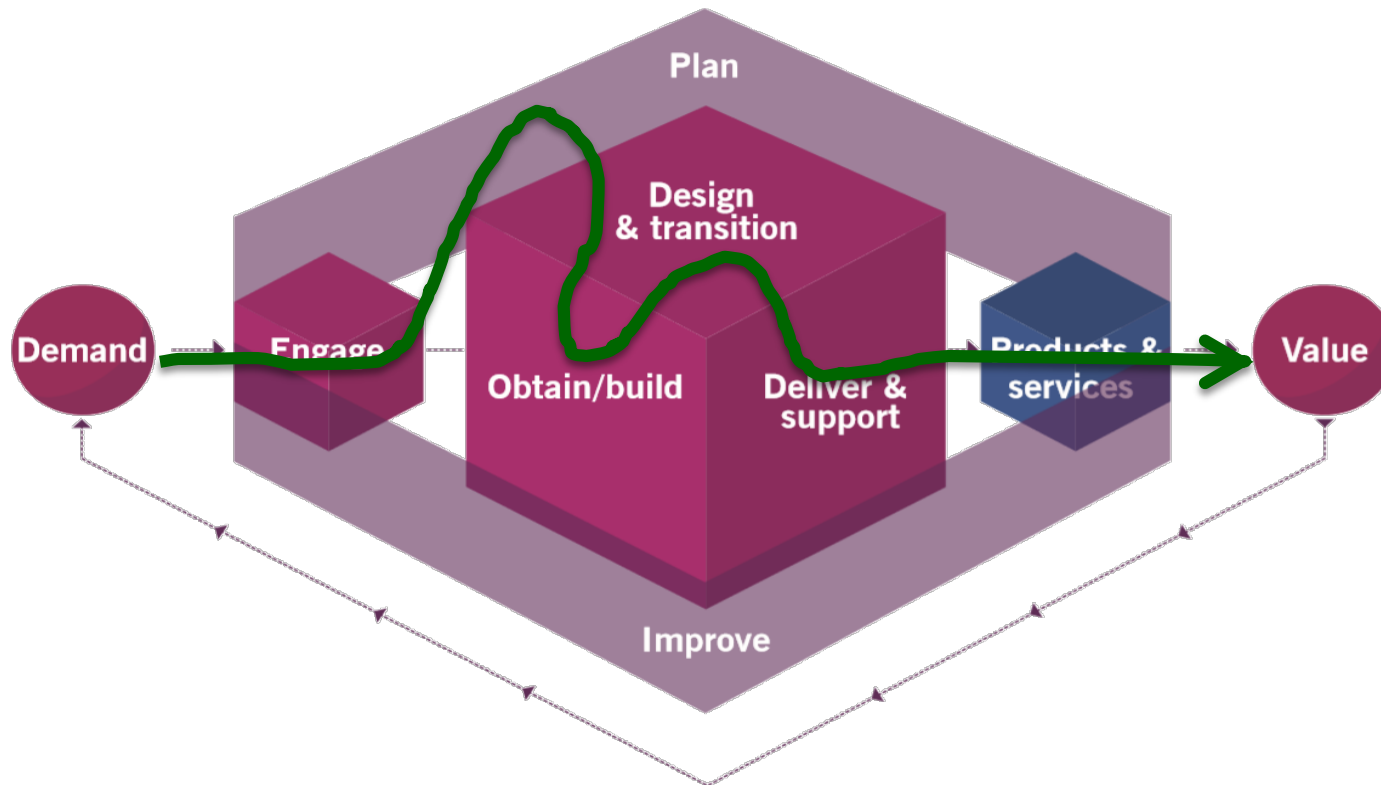 Plan
Design
& transition
Demand
Engage
Obtain/build
Deliver &
support
Products &
services
Value
Improve